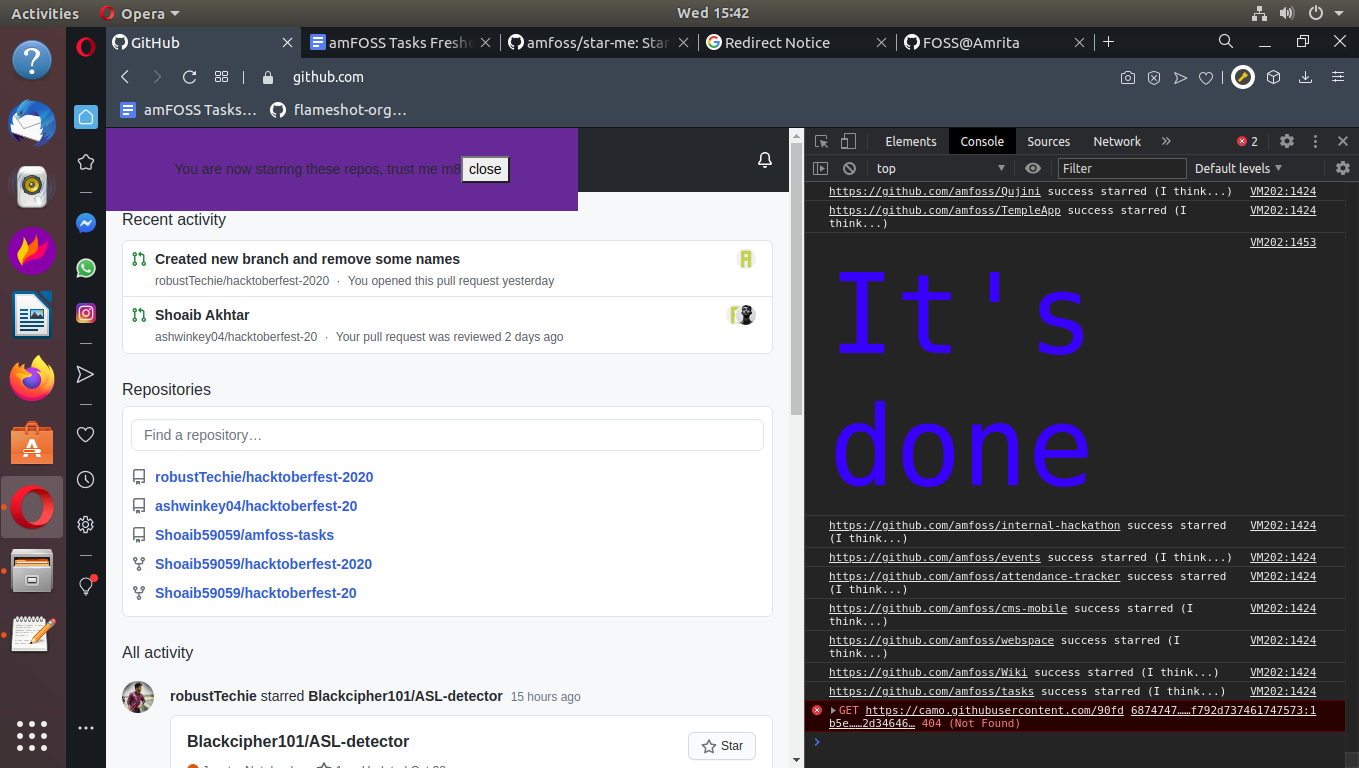 Activities Opera Wed 15:42
GitHub amFOSS Tasks Freshe amfoss/star-me: Star Redirect Notice FOSS@Amrita
github.com
amFOSS Tasks… flameshot-org…
You are now starring these repos, trust me m8 close
Recent activity
Created new branch and remove some names
robustTechie/hacktoberfest-2020 · You opened this pull request yesterday
Shoaib Akhtar
ashwinkey04/hacktoberfest-20 · Your pull request was reviewed 2 days ago
Repositories
Find a repository…
robustTechie/hacktoberfest-2020
ashwinkey04/hacktoberfest-20
Shoaib59059/amfoss-tasks
Shoaib59059/hacktoberfest-2020
Shoaib59059/hacktoberfest-20
All activity
robustTechie starred Blackcipher101/ASL-detector 15 hours ago
Blackcipher101/ASL-detector
Star
Elements Console Sources Network » 2
top Filter Default levels
https://github.com/amfoss/Qujini success starred (I think...) VM202:1424
https://github.com/amfoss/TempleApp success starred (I VM202:1424
think...)
VM202:1453
It's
done
https://github.com/amfoss/internal-hackathon success starred VM202:1424
(I think...)
https://github.com/amfoss/events success starred (I think...) VM202:1424
https://github.com/amfoss/attendance-tracker success starred VM202:1424
(I think...)
https://github.com/amfoss/cms-mobile success starred (I VM202:1424
think...)
https://github.com/amfoss/webspace success starred (I VM202:1424
think...)
https://github.com/amfoss/Wiki success starred (I think...) VM202:1424
https://github.com/amfoss/tasks success starred (I think...) VM202:1424
GET https://camo.githubusercontent.com/90fd 6874747……f792d737461747573:1
b5e……2d34646… 404 (Not Found)